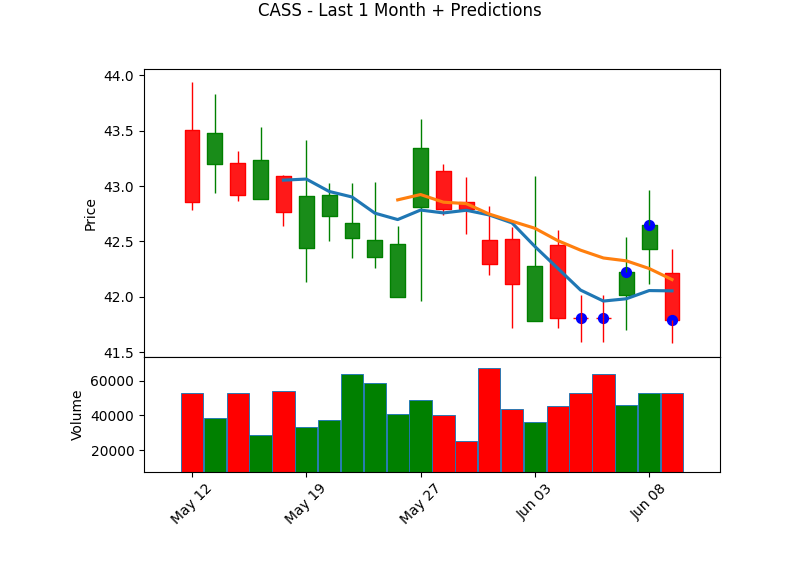 CASS - Last 1 Month + Predictions
44.0
43.5
43.0
42.5
42.0
41.5
Price
60000
40000
20000
Volume
May 12
May 19
May 27
Jun 03
Jun 08